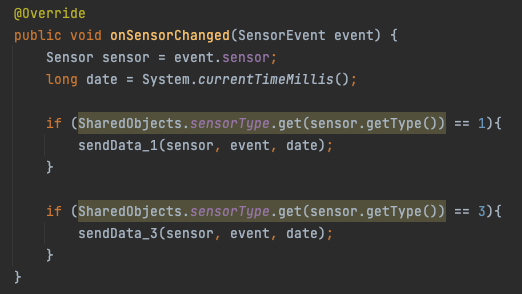 @Override
public void onSensorChanged(SensorEvent event) {
    Sensor sensor = event.sensor;
    long date = System.currentTimeMillis();

    if (SharedObjects.sensorType.get(sensor.getType()) == 1){
        sendData_1(sensor, event, date);
    }

    if (SharedObjects.sensorType.get(sensor.getType()) == 3){
        sendData_3(sensor, event, date);
    }
}